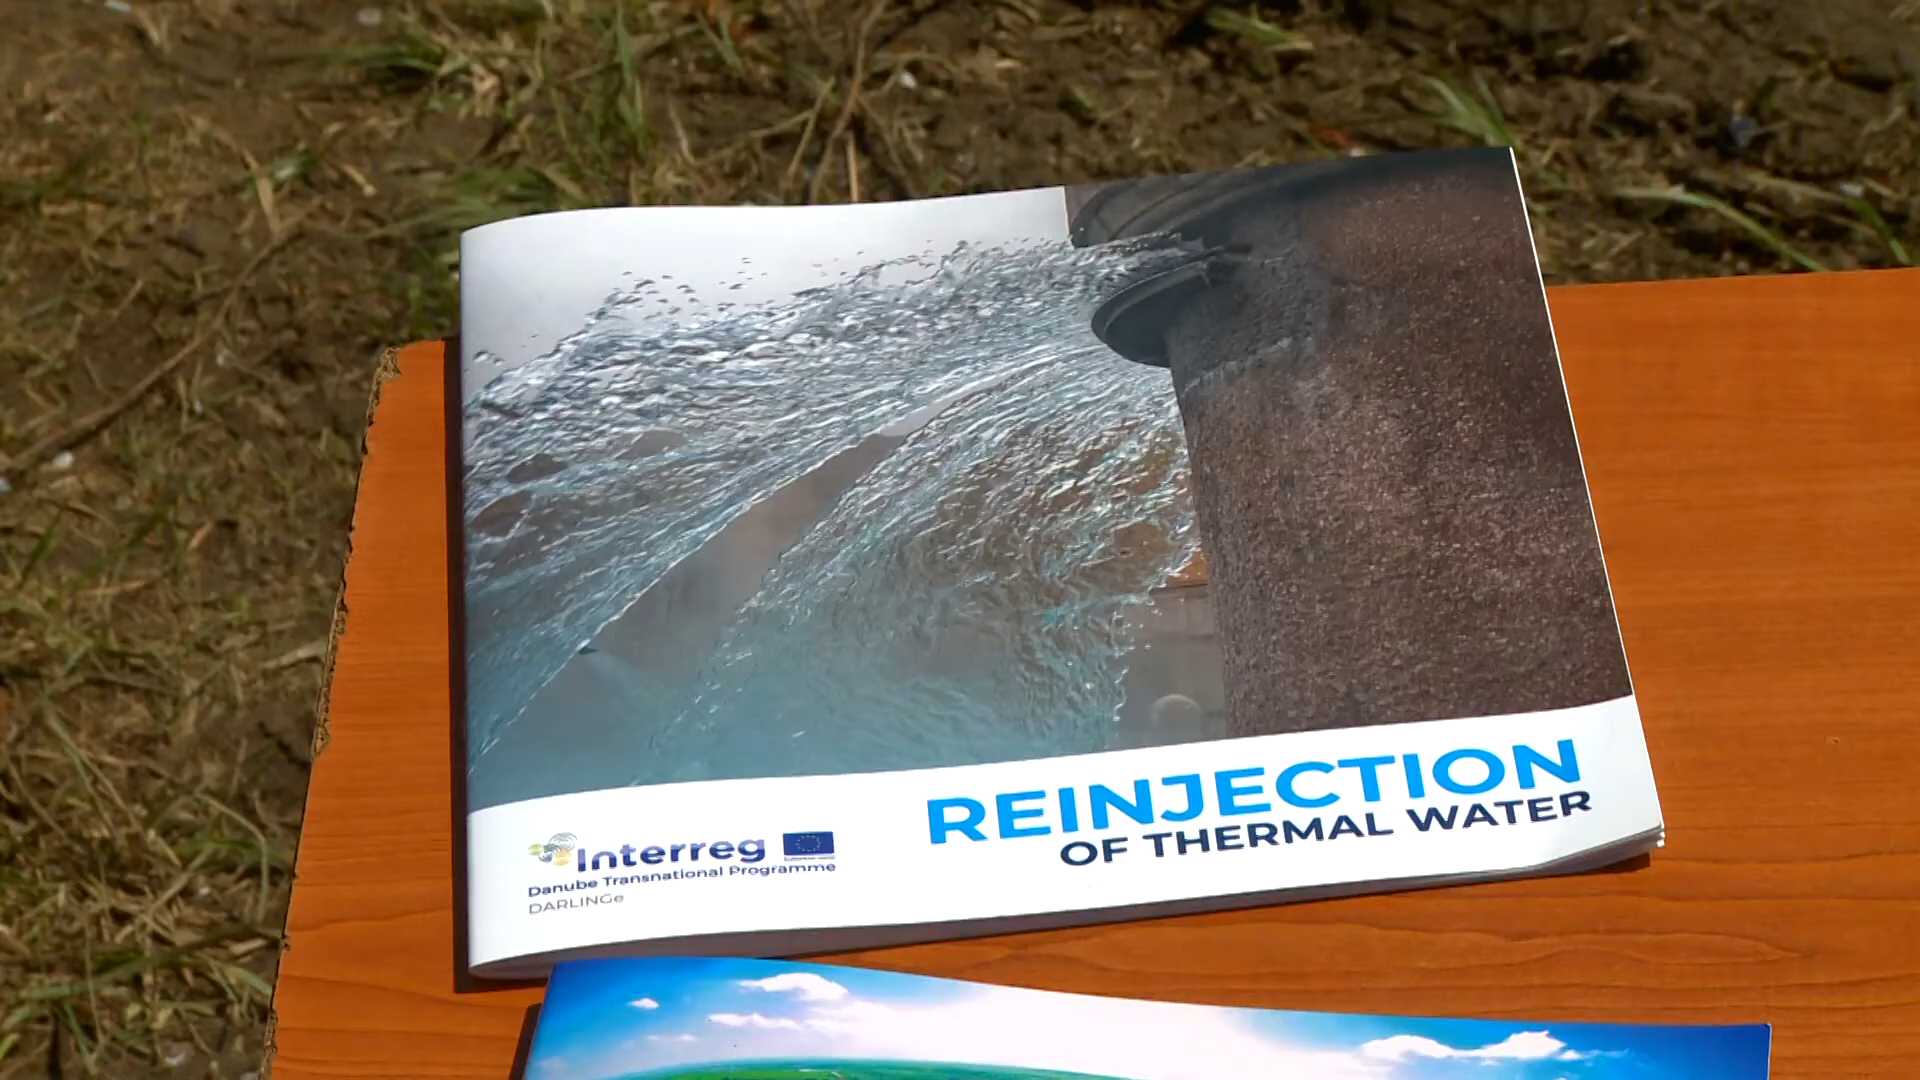 REINJECTION
OF THERMAL WATER
Interreg
Danube Transnational Programme
DARLINGe